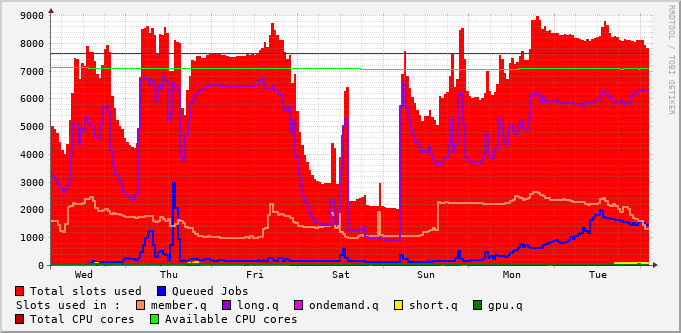 RRDTOOL / TOBI OETIKER
9000
8000
7000
6000
5000
4000
3000
2000
1000
0
Wed Thu Fri Sat Sun Mon Tue
Total slots used Queued Jobs
Slots used in : member.q long.q ondemand.q short.q gpu.q
Total CPU cores Available CPU cores